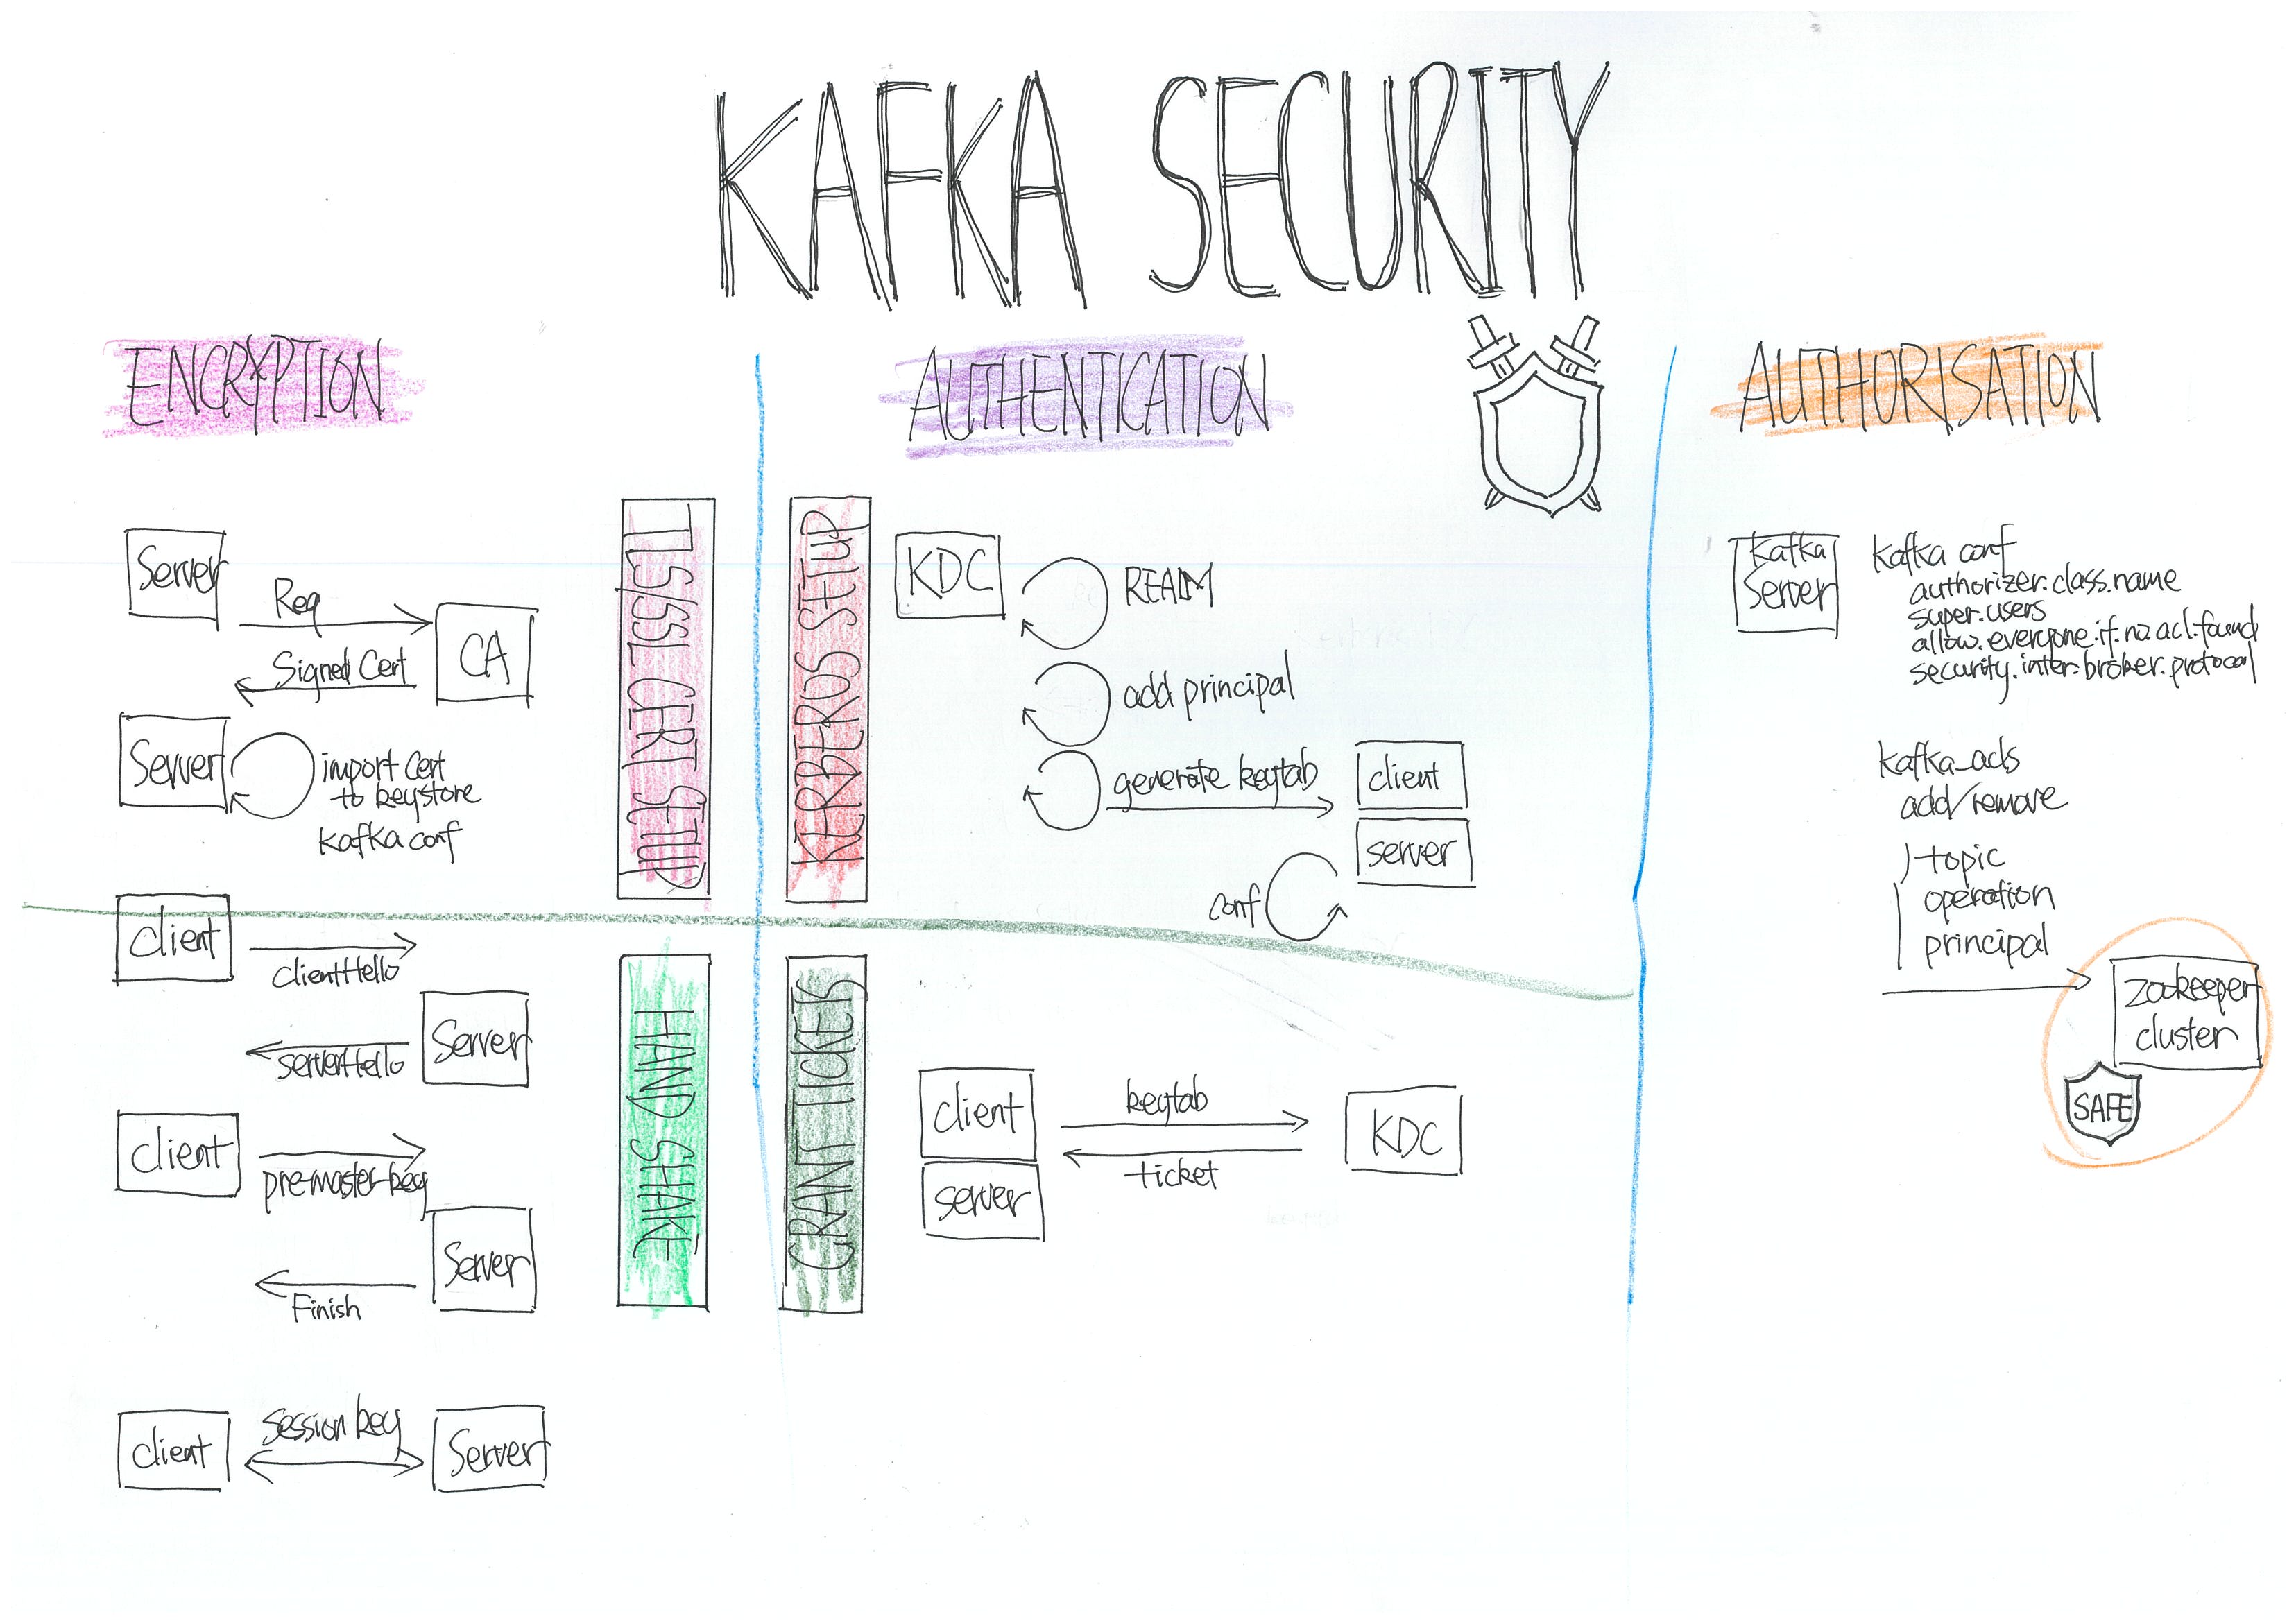 KAFKA SECURITY
ENCRYPTION
Server
Req
CA
Signed Cert
Server
import cert
to keystore
kafka conf
TLS/SSL CERT SETUP
client
clientHello
Server
serverHello
client
pre-master-key
Server
Finish
client
session key
Server
HAND SHAKE
AUTHENTICATION
KERBEROS SETUP
KDC
REALM
add principal
generate keytab
client
server
conf
GRANT TICKETS
client
server
keytab
ticket
KDC
AUTHORISATION
Kafka
Server
kafka conf
authorizer.class.name
super.users
allow.everyone.if.no.acl.found
security.inter.broker.protocol
kafka_acls
add/remove
topic
operation
principal
zookeeper
cluster
SAFE